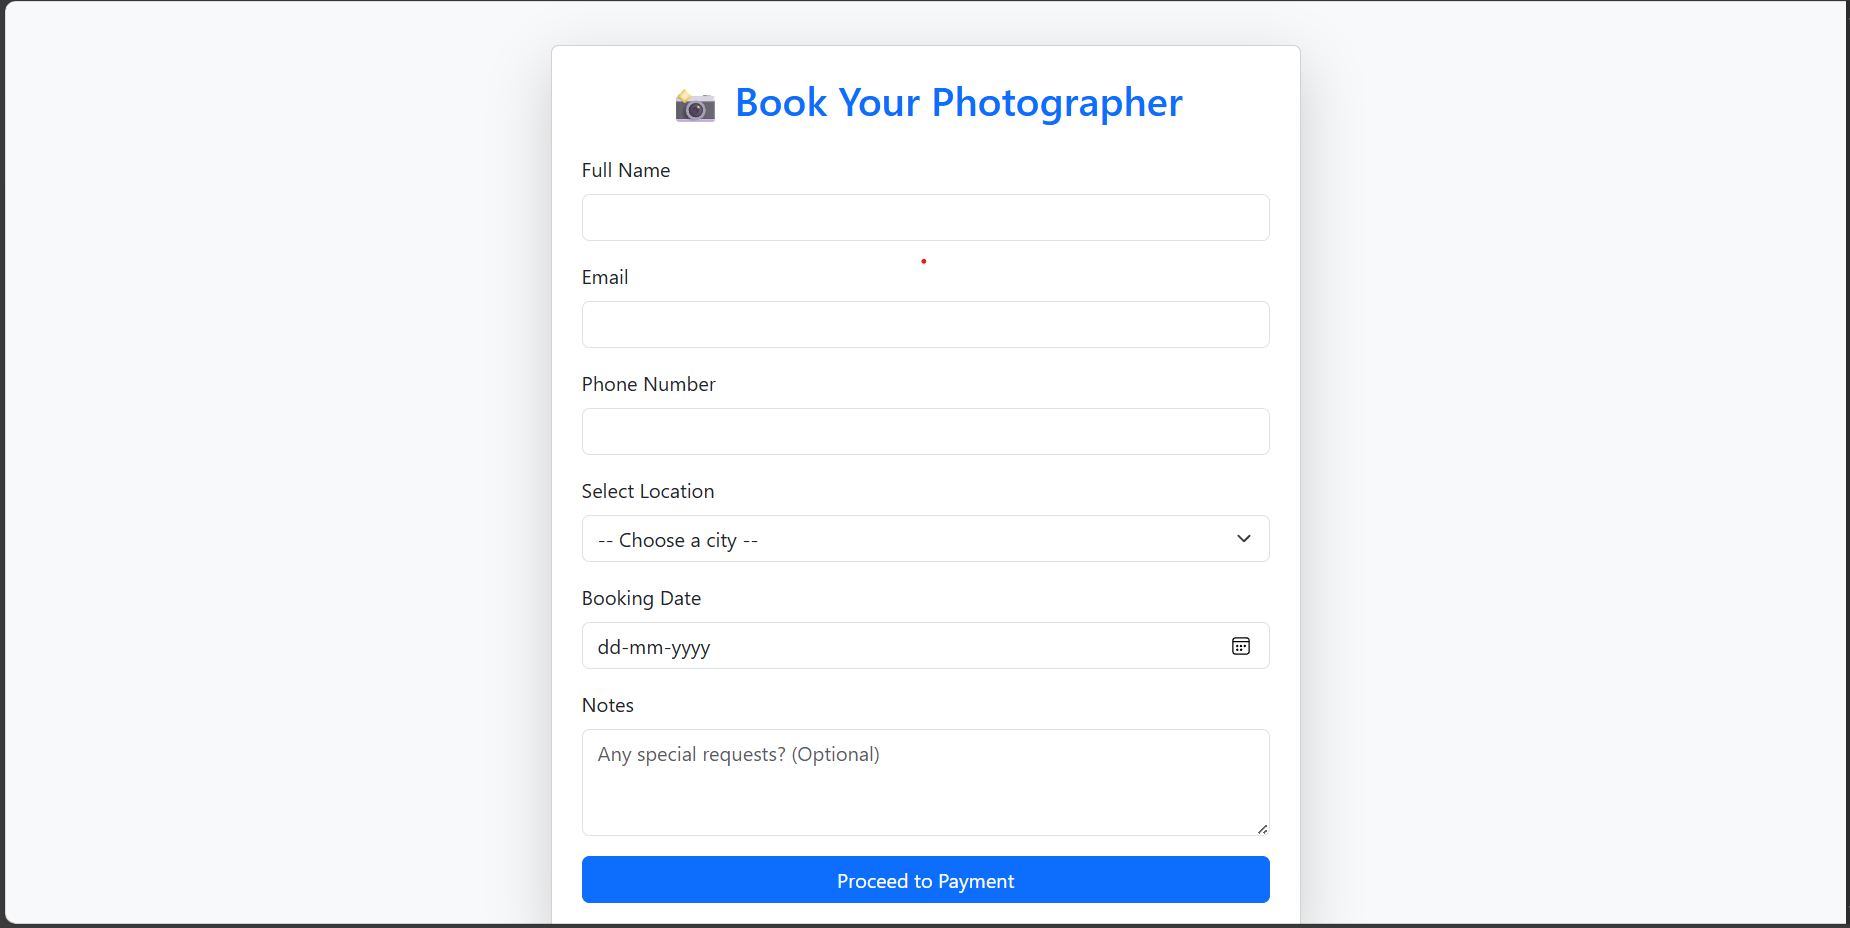 Book Your Photographer
Full Name
Email
Phone Number
Select Location
-- Choose a city --
Booking Date
dd-mm-yyyy
Notes
Any special requests? (Optional)
Proceed to Payment